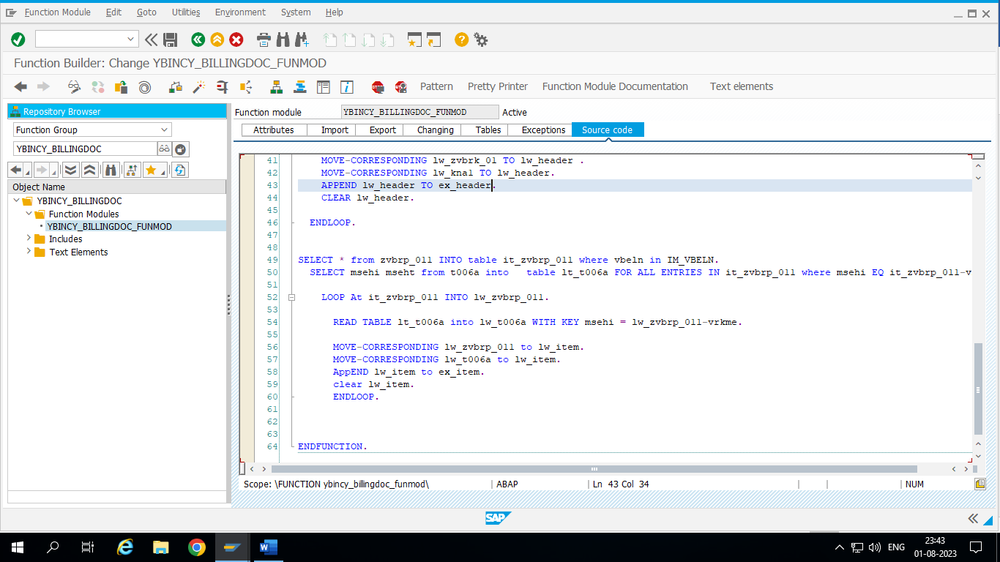 Function Module Edit Goto Utilities Environment System Help
Function Builder: Change YBINCY_BILLINGDOC_FUNMOD
Pattern Pretty Printer Function Module Documentation Text elements
Repository Browser
Function Group
YBINCY_BILLINGDOC
Object Name
YBINCY_BILLINGDOC
Function Modules
YBINCY_BILLINGDOC_FUNMOD
Includes
Text Elements
Function module YBINCY_BILLINGDOC_FUNMOD Active
Attributes Import Export Changing Tables Exceptions Source code
41 MOVE-CORRESPONDING lw_zvbrk_01 TO lw_header .
42 MOVE-CORRESPONDING lw_kna1 TO lw_header.
43 APPEND lw_header TO ex_header.
44 CLEAR lw_header.
45
46 ENDLOOP.
47
48
49 SELECT * from zvbrp_011 INTO table it_zvbrp_011 where vbeln in IM_VBELN.
50 SELECT msehi mseht from t006a into table lt_t006a FOR ALL ENTRIES IN it_zvbrp_011 where msehi EQ it_zvbrp_011-v
51
52 LOOP At it_zvbrp_011 INTO lw_zvbrp_011.
53
54 READ TABLE lt_t006a into lw_t006a WITH KEY msehi = lw_zvbrp_011-vrkme.
55
56 MOVE-CORRESPONDING lw_zvbrp_011 to lw_item.
57 MOVE-CORRESPONDING lw_t006a to lw_item.
58 AppEND lw_item to ex_item.
59 clear lw_item.
60 ENDLOOP.
61
62
63
64 ENDFUNCTION.
Scope: \FUNCTION ybincy_billingdoc_funmod\ ABAP Ln 43 Col 34 NUM
SAP
ENG
23:43
01-08-2023